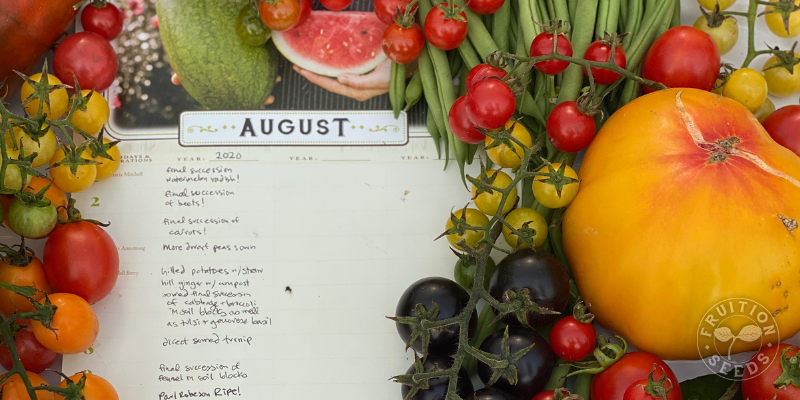 AUGUST
YEAR: 2020 YEAR: YEAR:
final succession
watermelon radish!
2
final succession
of beets!
final succession of
carrots!
More dwarf peas sown
hilled potatoes w/ straw
hill ginger w/ compost
sowed final succession
of cabbage + broccoli
in soil blocks as well
as tulsi + genovese basil
direct sowed turnip
final succession of
fennel in soil blocks
Paul Robeson Ripe!
FRUITION
SEEDS